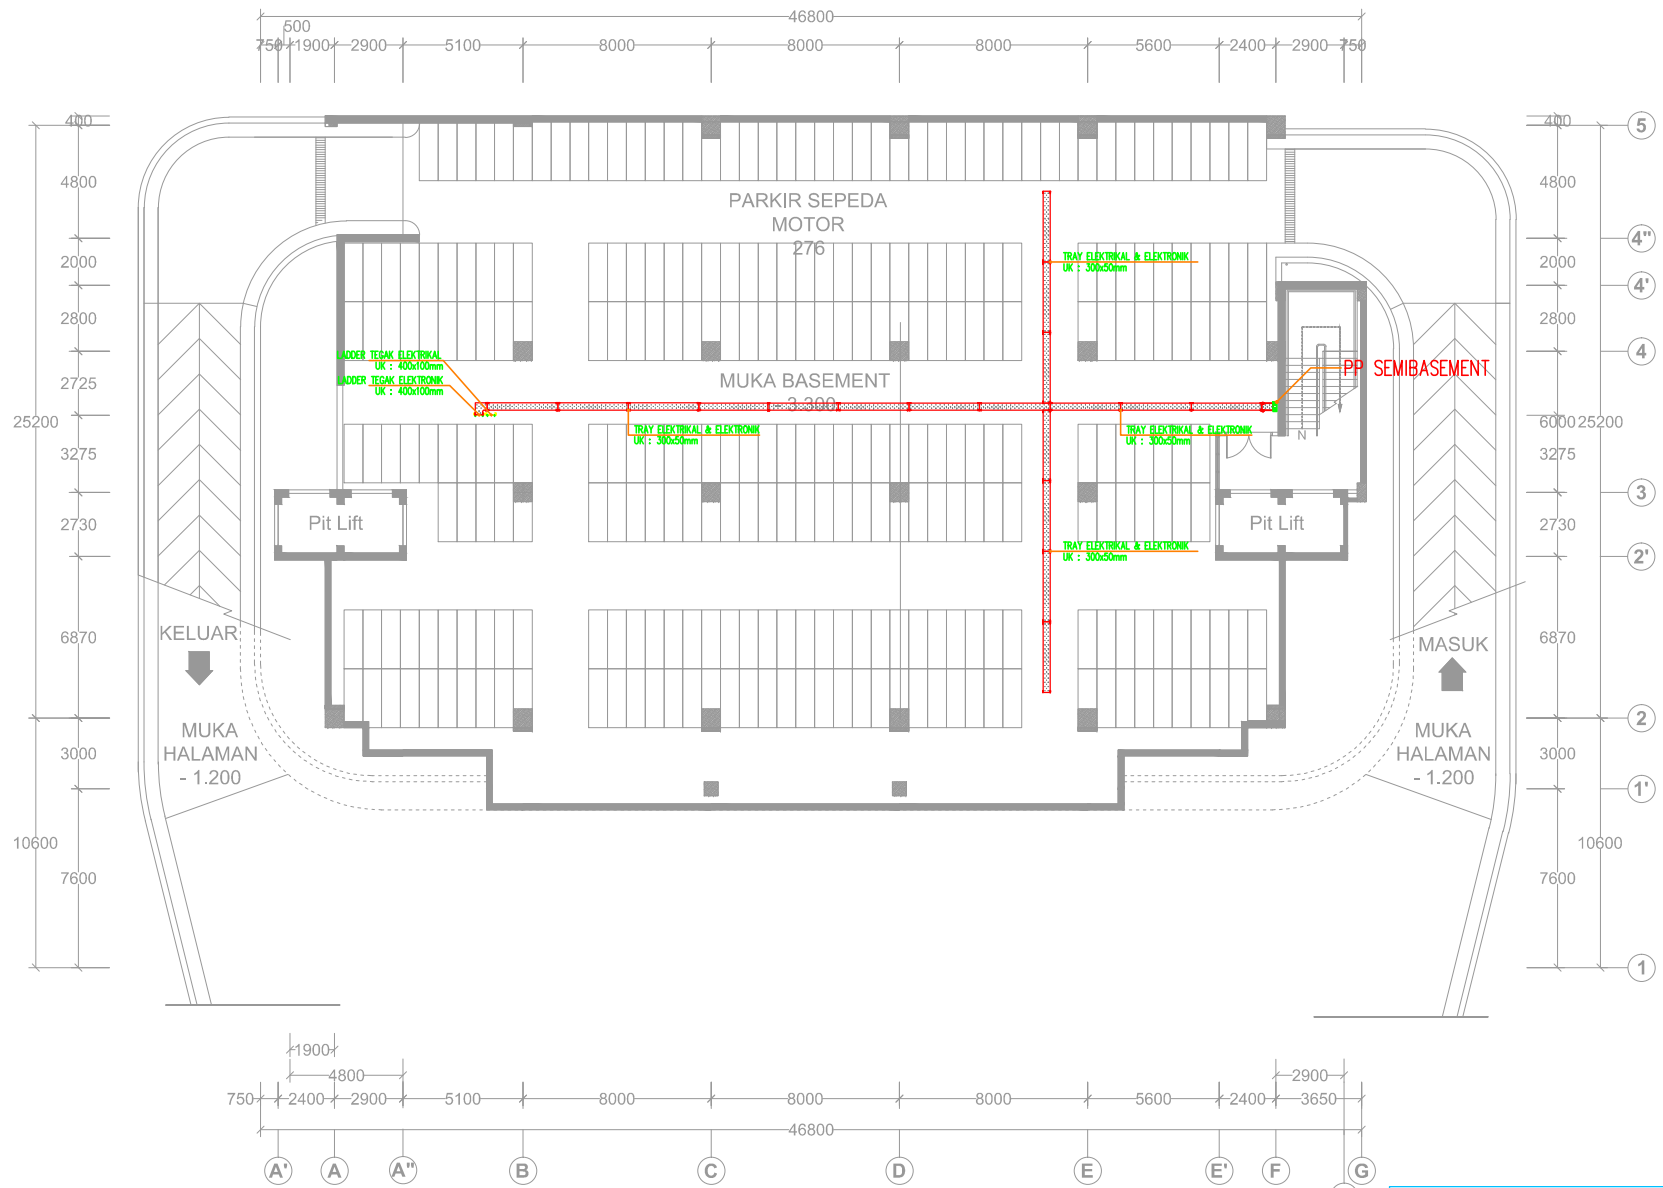 46800
500
750 1900 2900 5100 8000 8000 8000 5600 2400 2900 750
400
400
5
4800
4800
PARKIR SEPEDA
MOTOR
276
4"
2000
2000
TRAY ELEKTRIKAL & ELEKTRONIK
UK : 300x50mm
4'
2800
2800
4
LADDER TEGAK ELEKTRIKAL
UK : 400x100mm
PP SEMIBASEMENT
LADDER TEGAK ELEKTRONIK
UK : 400x100mm
MUKA BASEMENT
- 3.300
2725
25200
6000
25200
TRAY ELEKTRIKAL & ELEKTRONIK
UK : 300x50mm
TRAY ELEKTRIKAL & ELEKTRONIK
UK : 300x50mm
N
3275
3275
3
Pit Lift
Pit Lift
2730
2730
TRAY ELEKTRIKAL & ELEKTRONIK
UK : 300x50mm
2'
KELUAR
MASUK
6870
6870
2
MUKA
HALAMAN
- 1.200
MUKA
HALAMAN
- 1.200
3000
3000
1'
10600
10600
7600
7600
1
1900
4800
2900
750 2400 2900 5100 8000 8000 8000 5600 2400 3650
46800
A' A A" B C D E E' F G